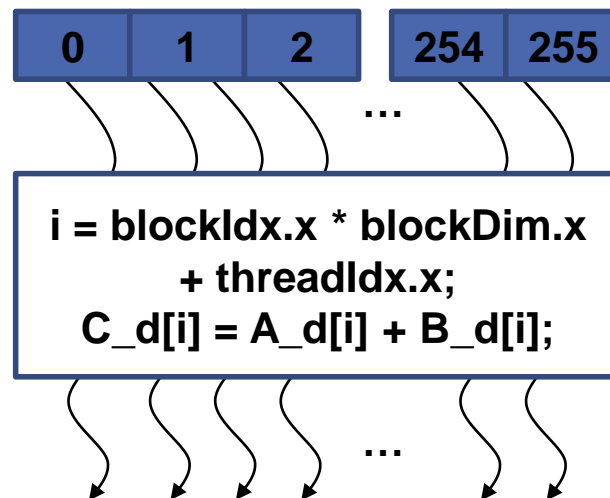 0 1 2 254 255
...
i = blockIdx.x * blockDim.x
+ threadIdx.x;
C_d[i] = A_d[i] + B_d[i];
...